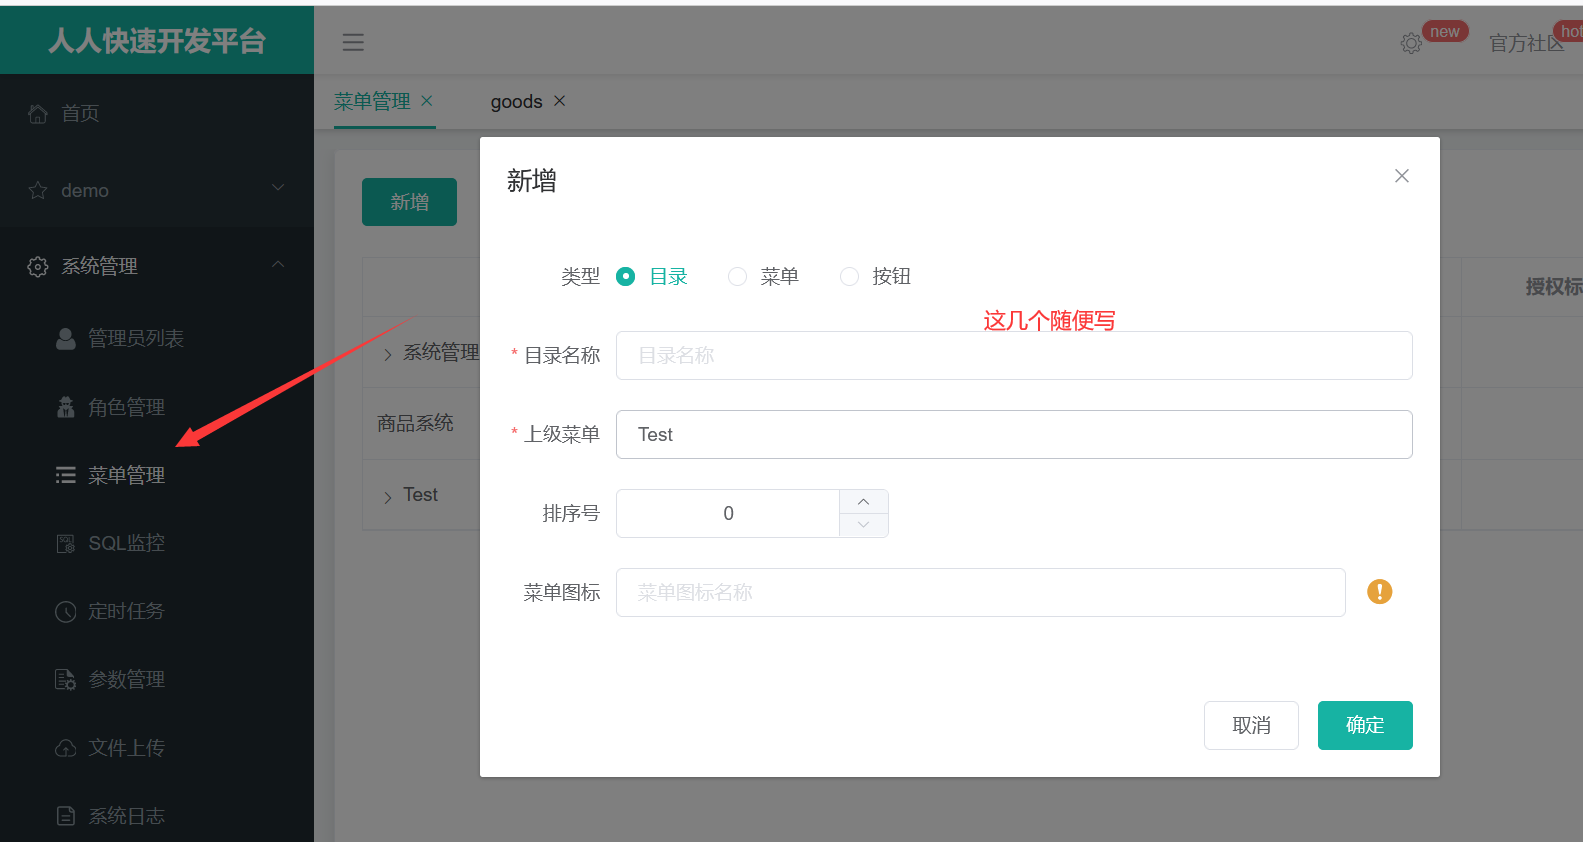 人人快速开发平台
new
官方社区
hot
菜单管理
goods
首页
demo
系统管理
管理员列表
角色管理
菜单管理
SQL监控
定时任务
参数管理
文件上传
系统日志
新增
授权标
系统管理
商品系统
Test
新增
类型
目录
菜单
按钮
这几个随便写
* 目录名称
目录名称
* 上级菜单
Test
排序号
0
菜单图标
菜单图标名称
取消
确定